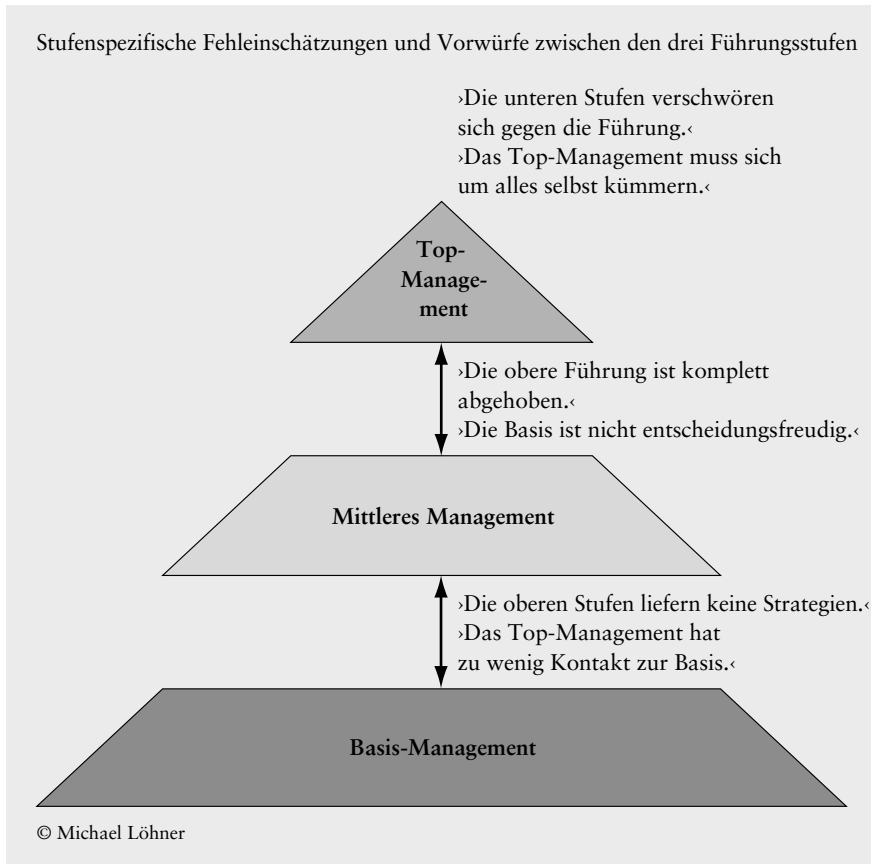 Stufenspezifische Fehleinschätzungen und Vorwürfe zwischen den drei Führungsstufen
›Die unteren Stufen verschwören
sich gegen die Führung.‹
›Das Top-Management muss sich
um alles selbst kümmern.‹
Top-
Manage-
ment
›Die obere Führung ist komplett
abgehoben.‹
›Die Basis ist nicht entscheidungsfreudig.‹
Mittleres Management
›Die oberen Stufen liefern keine Strategien.‹
›Das Top-Management hat
zu wenig Kontakt zur Basis.‹
Basis-Management
© Michael Löhner